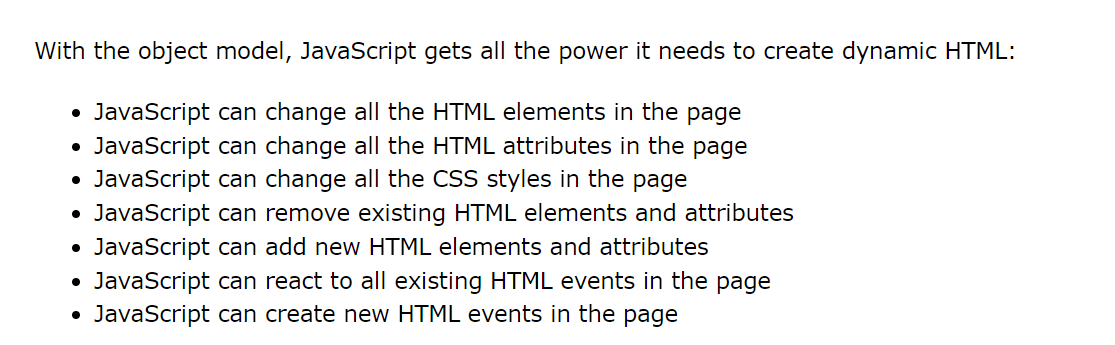 With the object model, JavaScript gets all the power it needs to create dynamic HTML:
• JavaScript can change all the HTML elements in the page
• JavaScript can change all the HTML attributes in the page
• JavaScript can change all the CSS styles in the page
• JavaScript can remove existing HTML elements and attributes
• JavaScript can add new HTML elements and attributes
• JavaScript can react to all existing HTML events in the page
• JavaScript can create new HTML events in the page